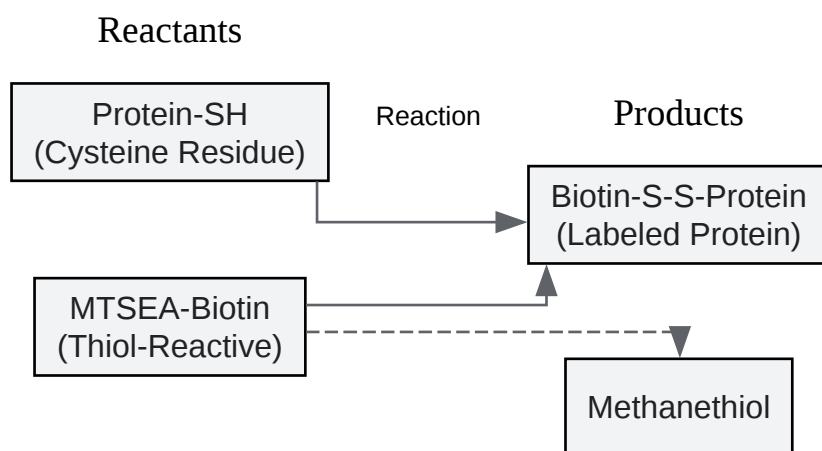 Reactants
Protein-SH
(Cysteine Residue)
Reaction
Products
Biotin-S-S-Protein
(Labeled Protein)
MTSEA-Biotin
(Thiol-Reactive)
Methanethiol